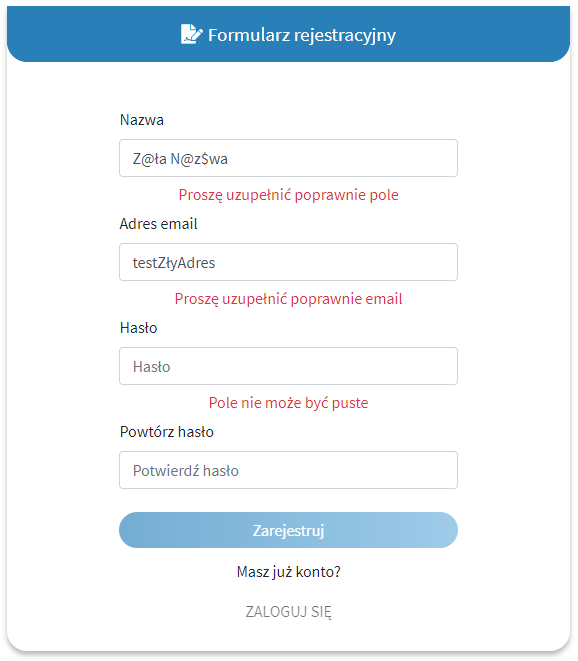 Formularz rejestracyjny
Nazwa
Z@ła N@z$wa
Proszę uzupełnić poprawnie pole
Adres email
testZłyAdres
Proszę uzupełnić poprawnie email
Hasło
Hasło
Pole nie może być puste
Powtórz hasło
Potwierdź hasło
Zarejestruj
Masz już konto?
ZALOGUJ SIĘ